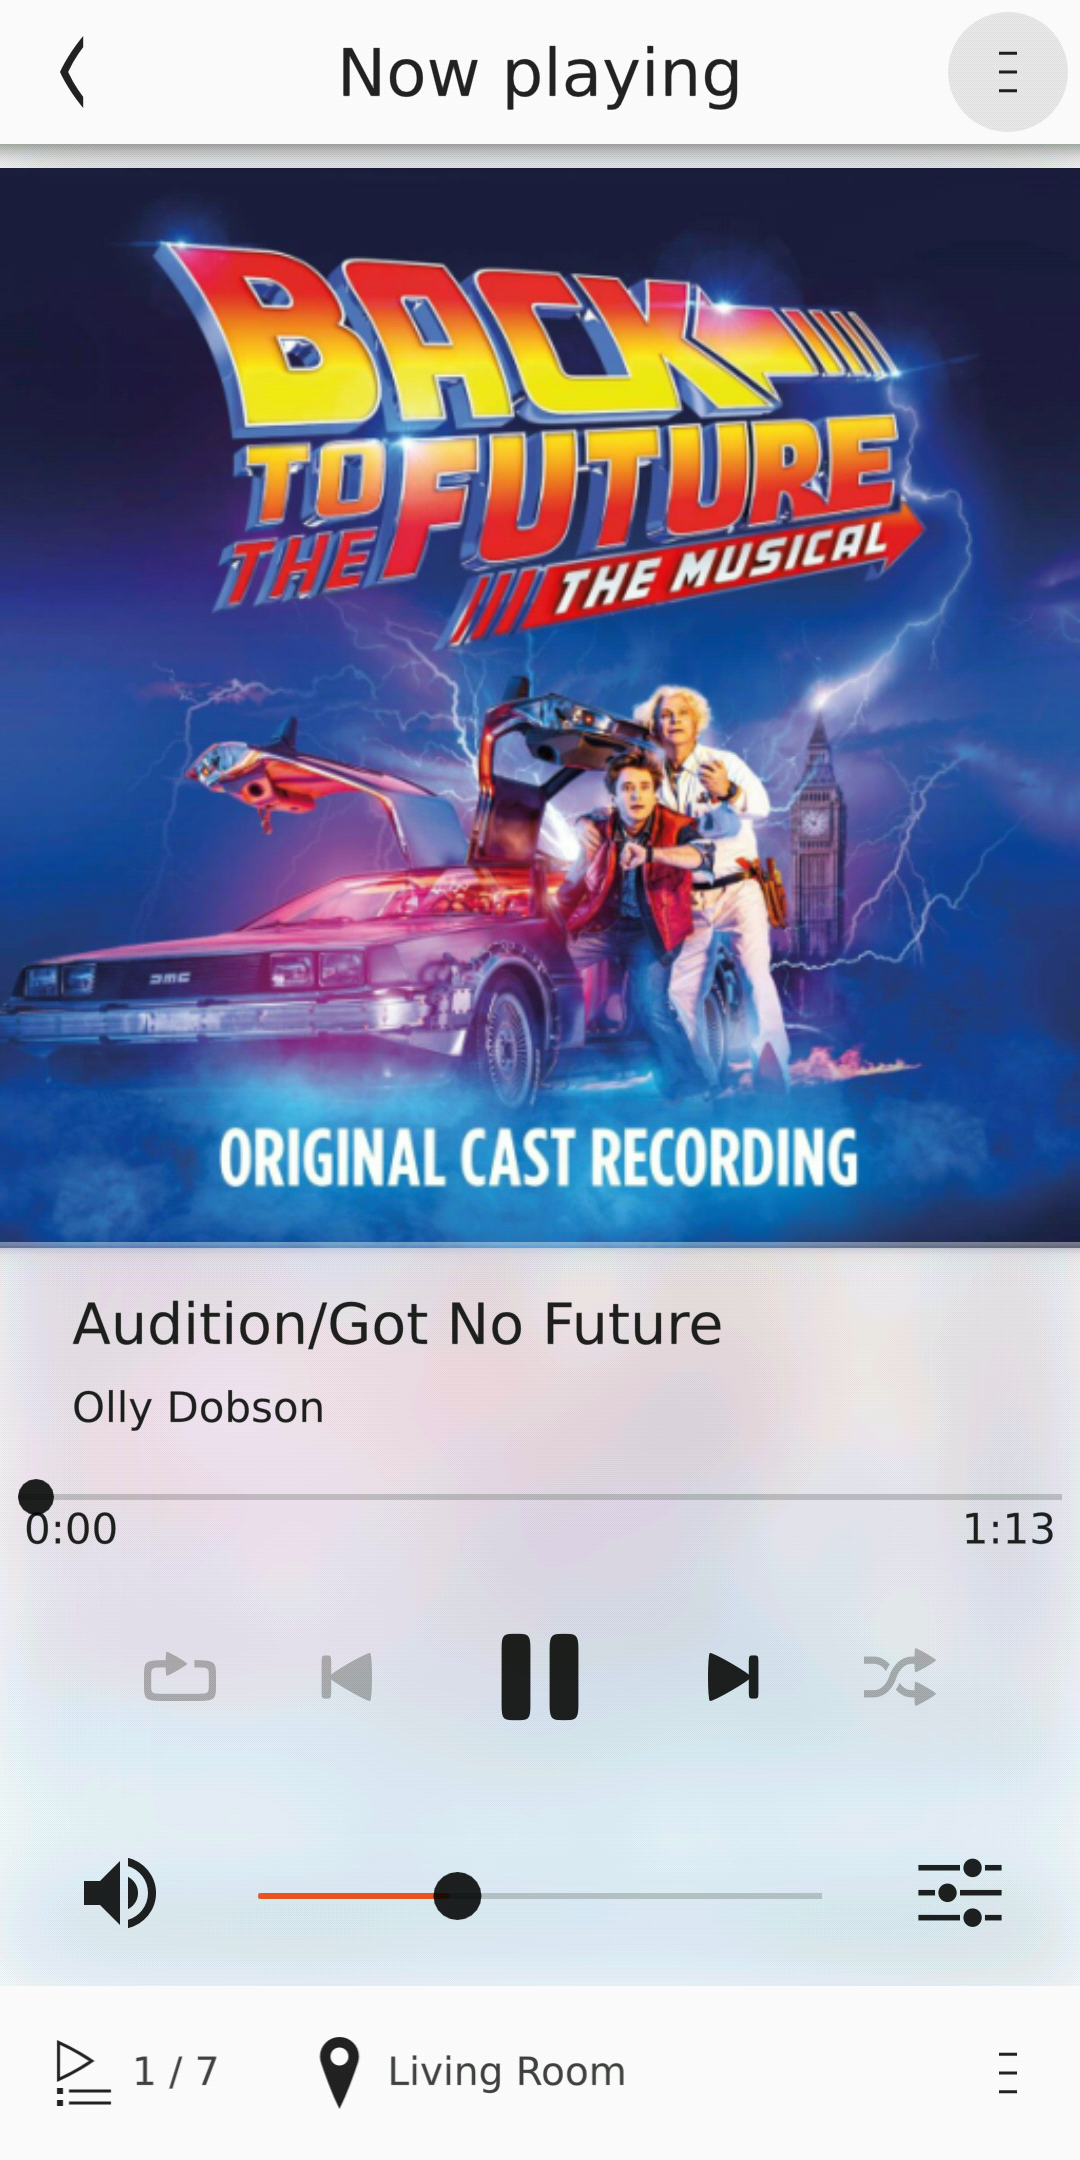 Now playing
BACK
TO FUTURE
THE
THE MUSICAL
DMC
ORIGINAL CAST RECORDING
Audition/Got No Future
Olly Dobson
0:00
1:13
1 / 7
Living Room